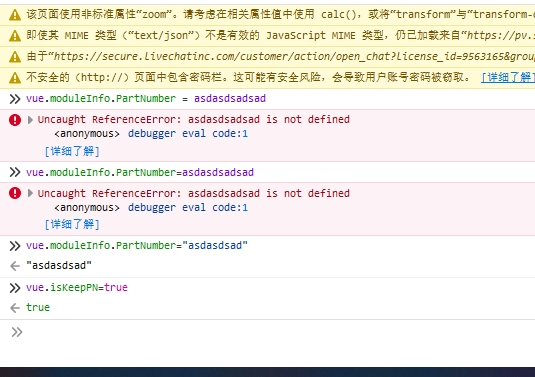 该页面使用非标准属性“zoom”。请考虑在相关属性值中使用 calc()，或将“transform”与“transform-o
即使其 MIME 类型（“text/json”）不是有效的 JavaScript MIME 类型，仍已加载来自“https://pv.s
由于“https://secure.livechatinc.com/customer/action/open_chat?license_id=9563165&grou
不安全的（http://）页面中包含密码栏。这可能有安全风险，会导致用户账号密码被窃取。 [详细了解]
vue.moduleInfo.PartNumber = asdasdsadsad
Uncaught ReferenceError: asdasdsadsad is not defined
<anonymous> debugger eval code:1
[详细了解]
vue.moduleInfo.PartNumber=asdasdsadsad
Uncaught ReferenceError: asdasdsadsad is not defined
<anonymous> debugger eval code:1
[详细了解]
vue.moduleInfo.PartNumber="asdasdsad"
"asdasdsad"
vue.isKeepPN=true
true